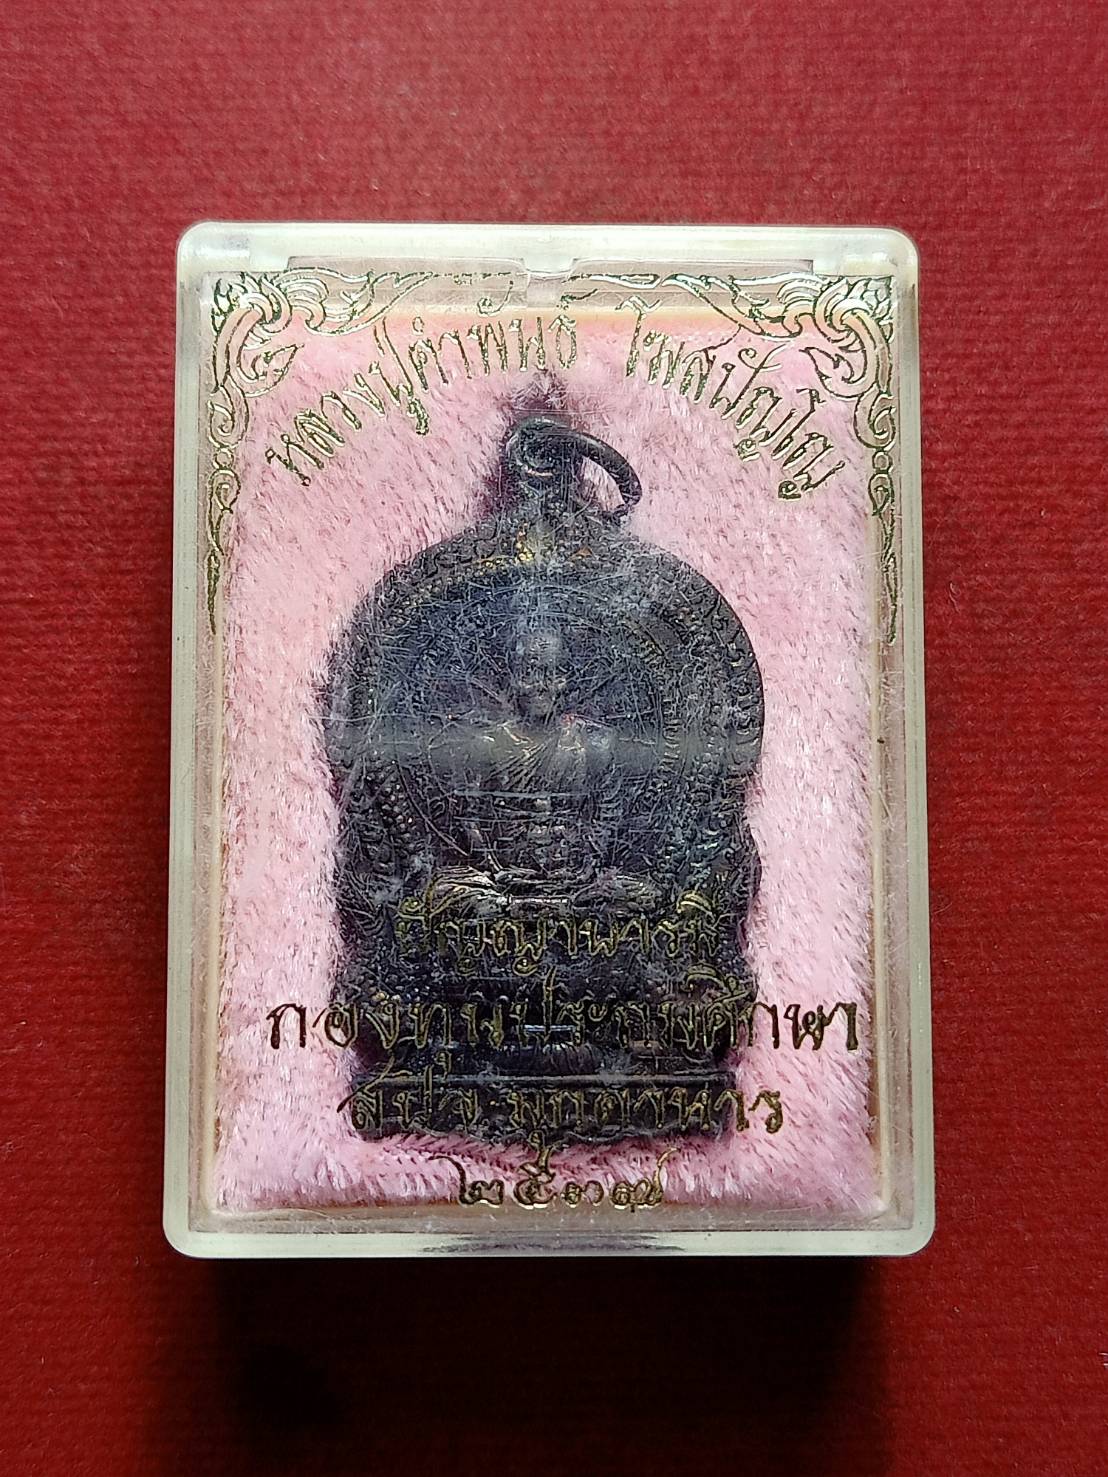 หลวงปู่คำพันธ์ โฆสปัญโญ
ปัญญาบารมี
กองทุนประถมศึกษา
สปจ.มุกดาหาร
๒๕๓๗